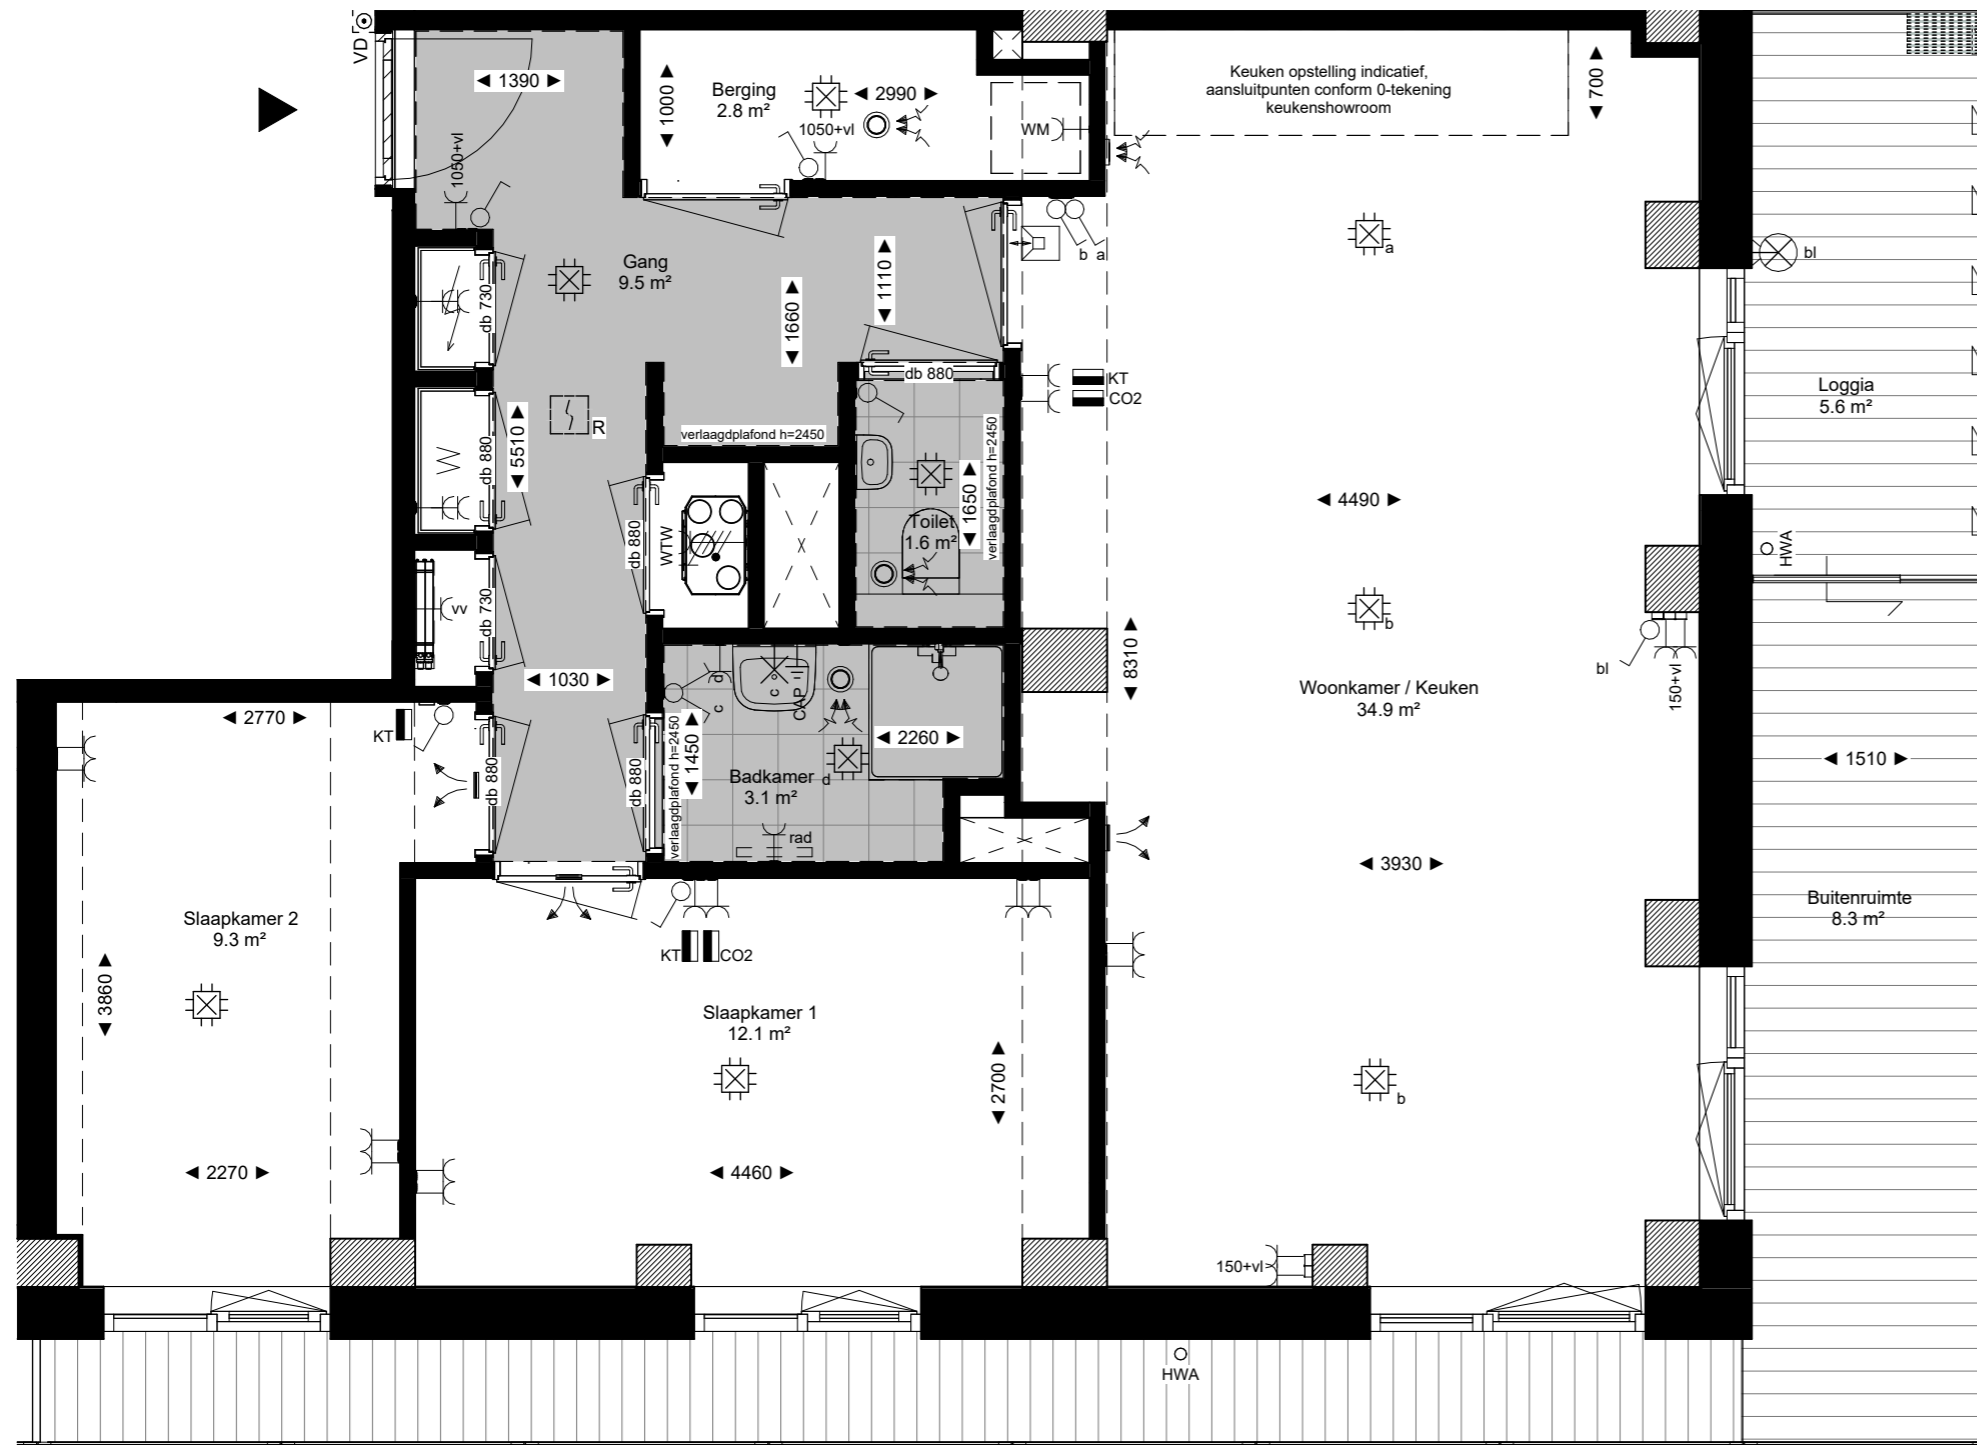 VD
1390
1050+vl
1000
Berging
2.8 m²
2990
1050+vl
WM
Keuken opstelling indicatief,
aansluitpunten conform 0-tekening
keukenshowroom
700
Gang
9.5 m²
1660
1110
b a
a
bl
db 730
KT
CO2
db 880
Loggia
5.6 m²
R
5510
db 880
verlaagdplafond h=2450
verlaagdplafond h=2450
1650
Toilet
1.6 m²
4490
WTW
db 880
HWA
vv
db 730
b
8310
bl
150+vl
Woonkamer / Keuken
34.9 m²
1030
d
c
c
CAP
2770
KT
db 880
db 880
verlaagdplafond h=2450
1450
2260
Badkamer
3.1 m²
d
rad
1510
3930
Buitenruimte
8.3 m²
Slaapkamer 2
9.3 m²
3860
KT
CO2
Slaapkamer 1
12.1 m²
2700
b
2270
4460
150+vl
HWA